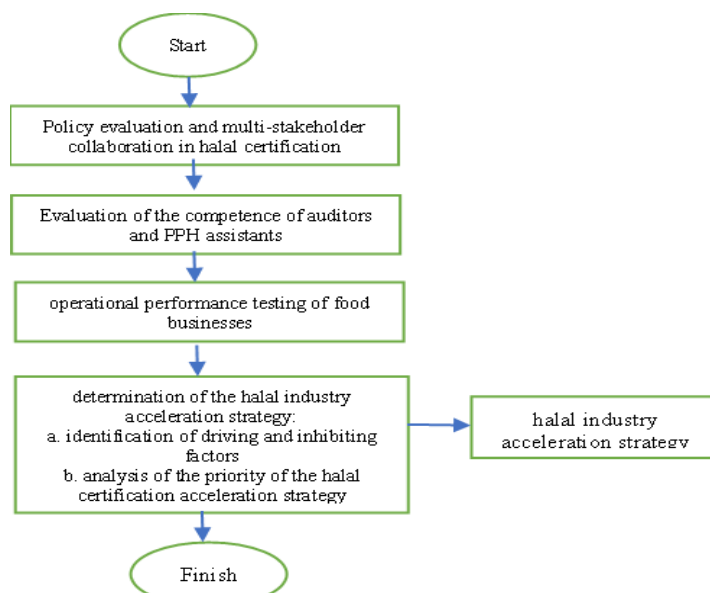 Start
Policy evaluation and multi-stakeholder
collaboration in halal certification
Evaluation of the competence of auditors
and PPH assistants
operational performance testing of food
businesses
determination of the halal industry
acceleration strategy:
a. identification of driving and inhibiting
factors
b. analysis of the priority of the halal
certification acceleration strategy
halal industry
acceleration strategy
Finish